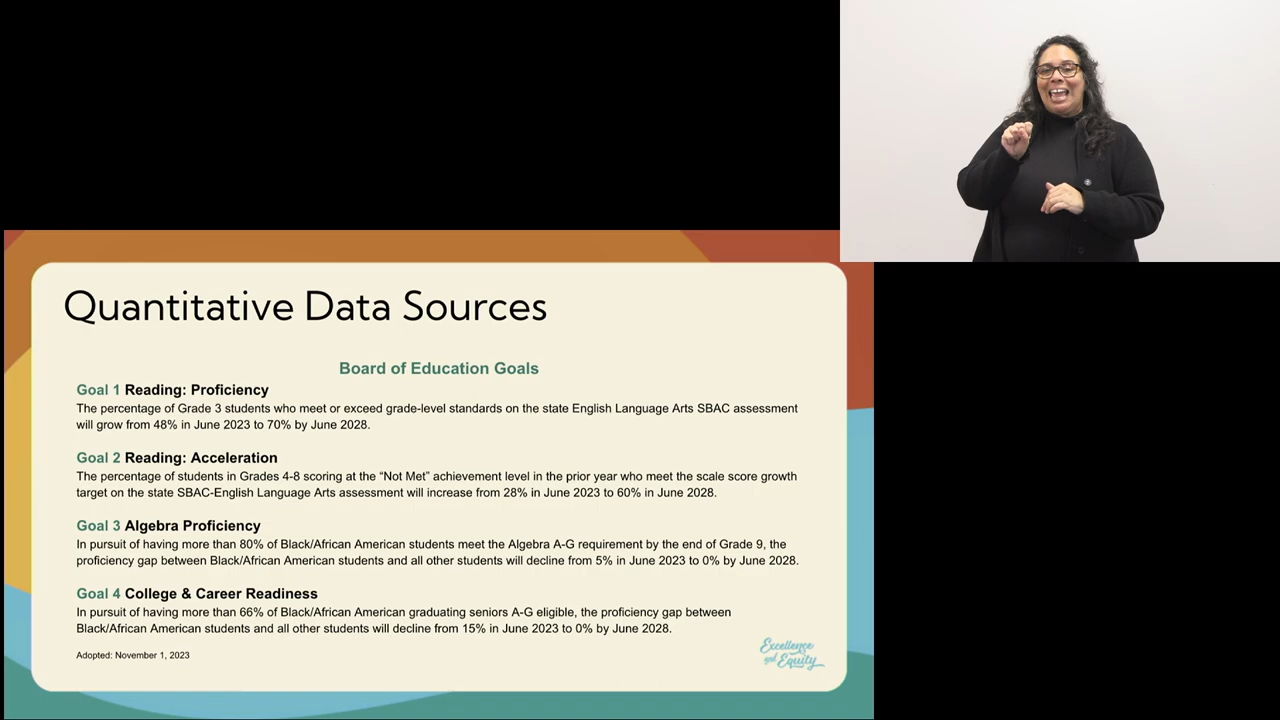 Quantitative Data Sources
Board of Education Goals
Goal 1 Reading: Proficiency
The percentage of Grade 3 students who meet or exceed grade-level standards on the state English Language Arts SBAC assessment
will grow from 48% in June 2023 to 70% by June 2028.
Goal 2 Reading: Acceleration
The percentage of students in Grades 4-8 scoring at the “Not Met” achievement level in the prior year who meet the scale score growth
target on the state SBAC-English Language Arts assessment will increase from 28% in June 2023 to 60% in June 2028.
Goal 3 Algebra Proficiency
In pursuit of having more than 80% of Black/African American students meet the Algebra A-G requirement by the end of Grade 9, the
proficiency gap between Black/African American students and all other students will decline from 5% in June 2023 to 0% by June 2028.
Goal 4 College & Career Readiness
In pursuit of having more than 66% of Black/African American graduating seniors A-G eligible, the proficiency gap between
Black/African American students and all other students will decline from 15% in June 2023 to 0% by June 2028.
Adopted: November 1, 2023
Excellence
and Equity